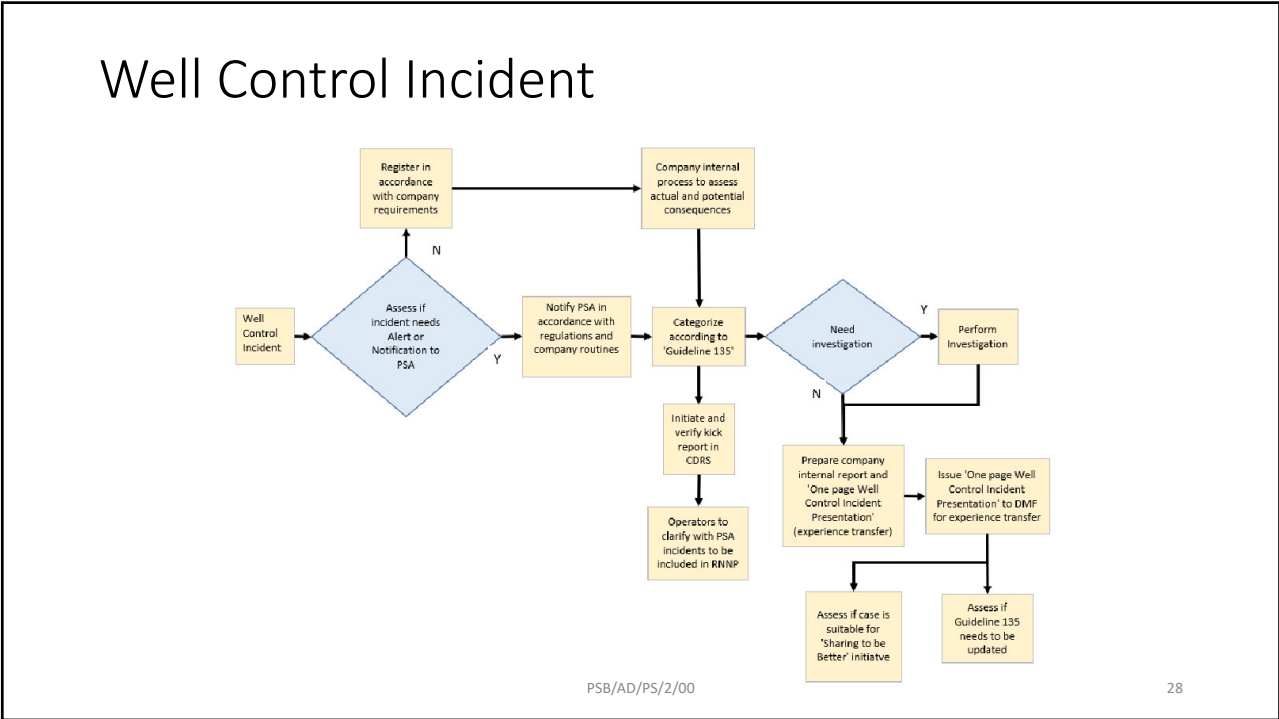 Well Control Incident
Register in
accordance
with company
requirements
Company internal
process to assess
actual and potential
consequences
N
Well
Control
Incident
Assess if
incident needs
Alert or
Notification to
PSA
Y
Notify PSA in
accordance with
regulations and
company routines
Categorize
according to
'Guideline 135'
Need
investigation
Y
Perform
Investigation
N
Initiate and
verify kick
report in
CDRS
Operators to
clarify with PSA
incidents to be
included in RNNP
Prepare company
internal report and
'One page Well
Control Incident
Presentation'
(experience transfer)
Issue 'One page Well
Control Incident
Presentation' to DMF
for experience transfer
Assess if case is
suitable for
'Sharing to be
Better' initiatve
Assess if
Guideline 135
needs to be
updated
PSB/AD/PS/2/00
28